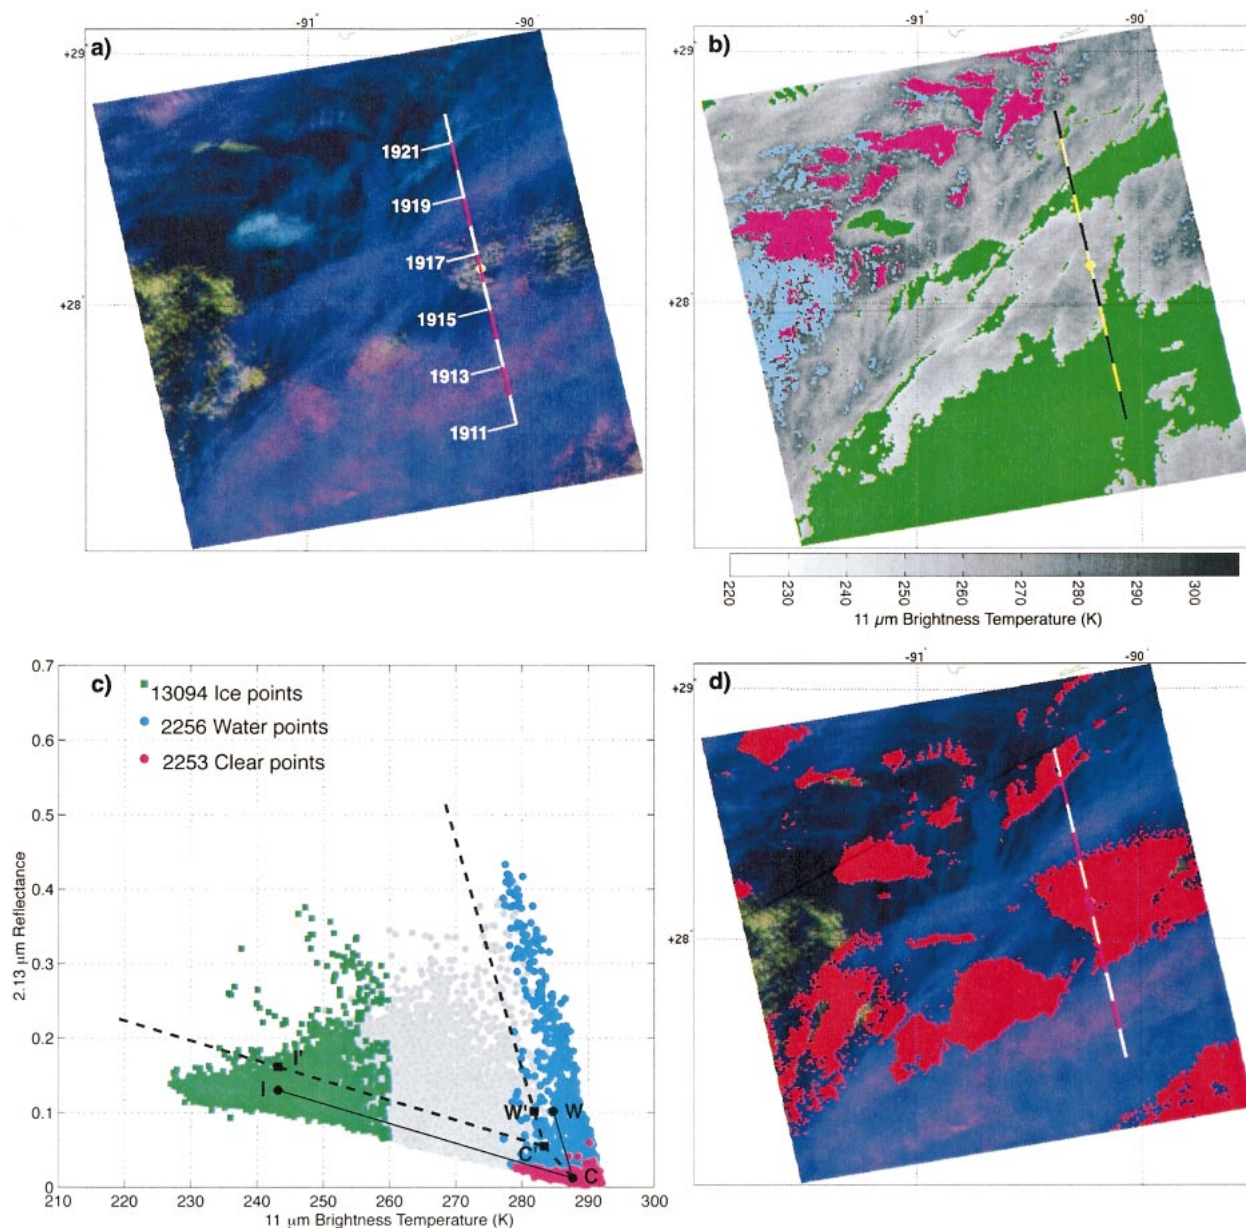 -91° -90°
+29° a)
1921
1919
1917
+28°
1915
1913
1911
-91° -90°
+29° b)
+28°
220 230 240 250 260 270 280 290 300
11 µm Brightness Temperature (K)
0.7
0.6
0.5
0.4
0.3
0.2
0.1
0
2.13 µm Reflectance
c)
13094 Ice points
2256 Water points
2253 Clear points
I'
I
W' W
C'
C
210 220 230 240 250 260 270 280 290 300
11 µm Brightness Temperature (K)
-91° -90°
+29° d)
+28°